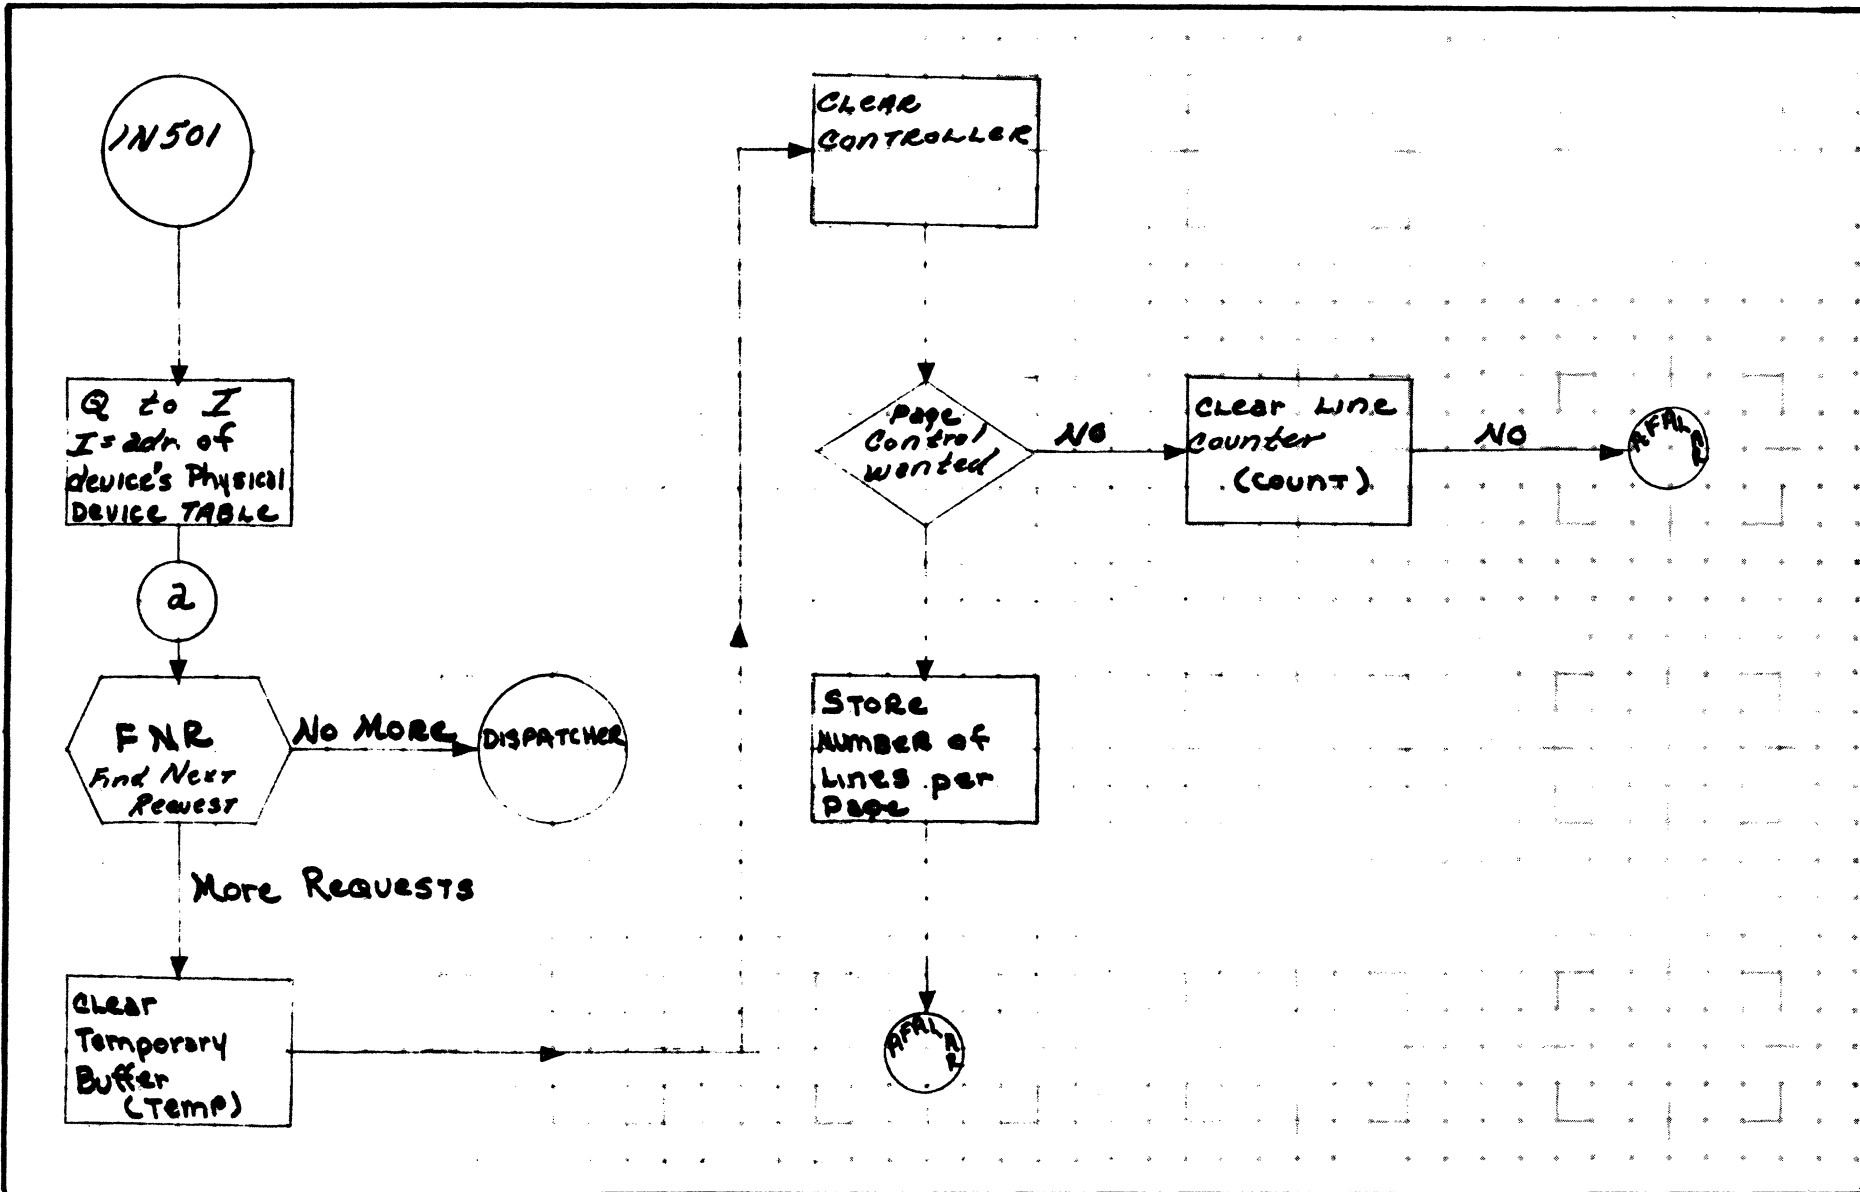 IN501
Q to I
I = adr. of
device's Physical
DEVICE TABLE
a
FNR
Find Next
Request
No More
DISPATCHER
More Requests
Clear
Temporary
Buffer
(Temp)
CLEAR
CONTROLLER
Page
Control
wanted
NO
Clear Line
Counter
(COUNT)
NO
AFALRR
STORE
NUMBER of
Lines per
Page